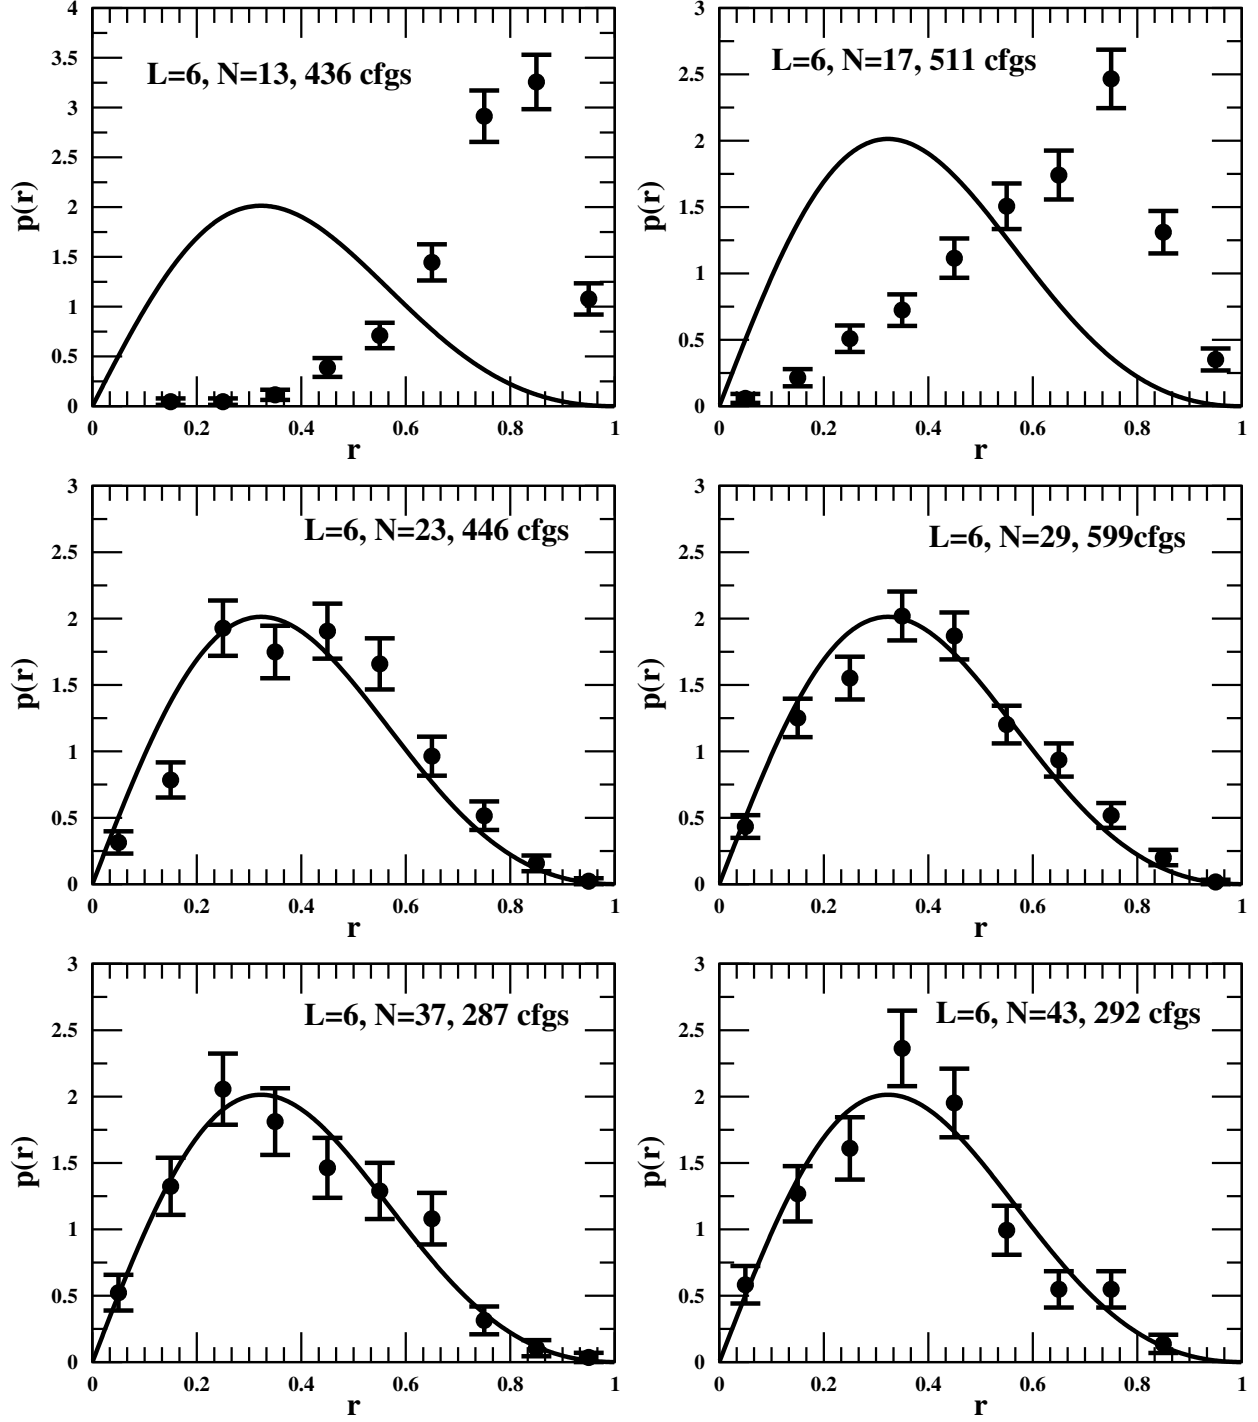 4
3.5
3
2.5
2
1.5
1
0.5
0
p(r)
L=6, N=13, 436 cfgs
0 0.2 0.4 0.6 0.8 1
r
3
2.5
2
1.5
1
0.5
0
p(r)
L=6, N=17, 511 cfgs
0 0.2 0.4 0.6 0.8 1
r
3
2.5
2
1.5
1
0.5
0
p(r)
L=6, N=23, 446 cfgs
0 0.2 0.4 0.6 0.8 1
r
3
2.5
2
1.5
1
0.5
0
p(r)
L=6, N=29, 599cfgs
0 0.2 0.4 0.6 0.8 1
r
3
2.5
2
1.5
1
0.5
0
p(r)
L=6, N=37, 287 cfgs
0 0.2 0.4 0.6 0.8 1
r
3
2.5
2
1.5
1
0.5
0
p(r)
L=6, N=43, 292 cfgs
0 0.2 0.4 0.6 0.8 1
r